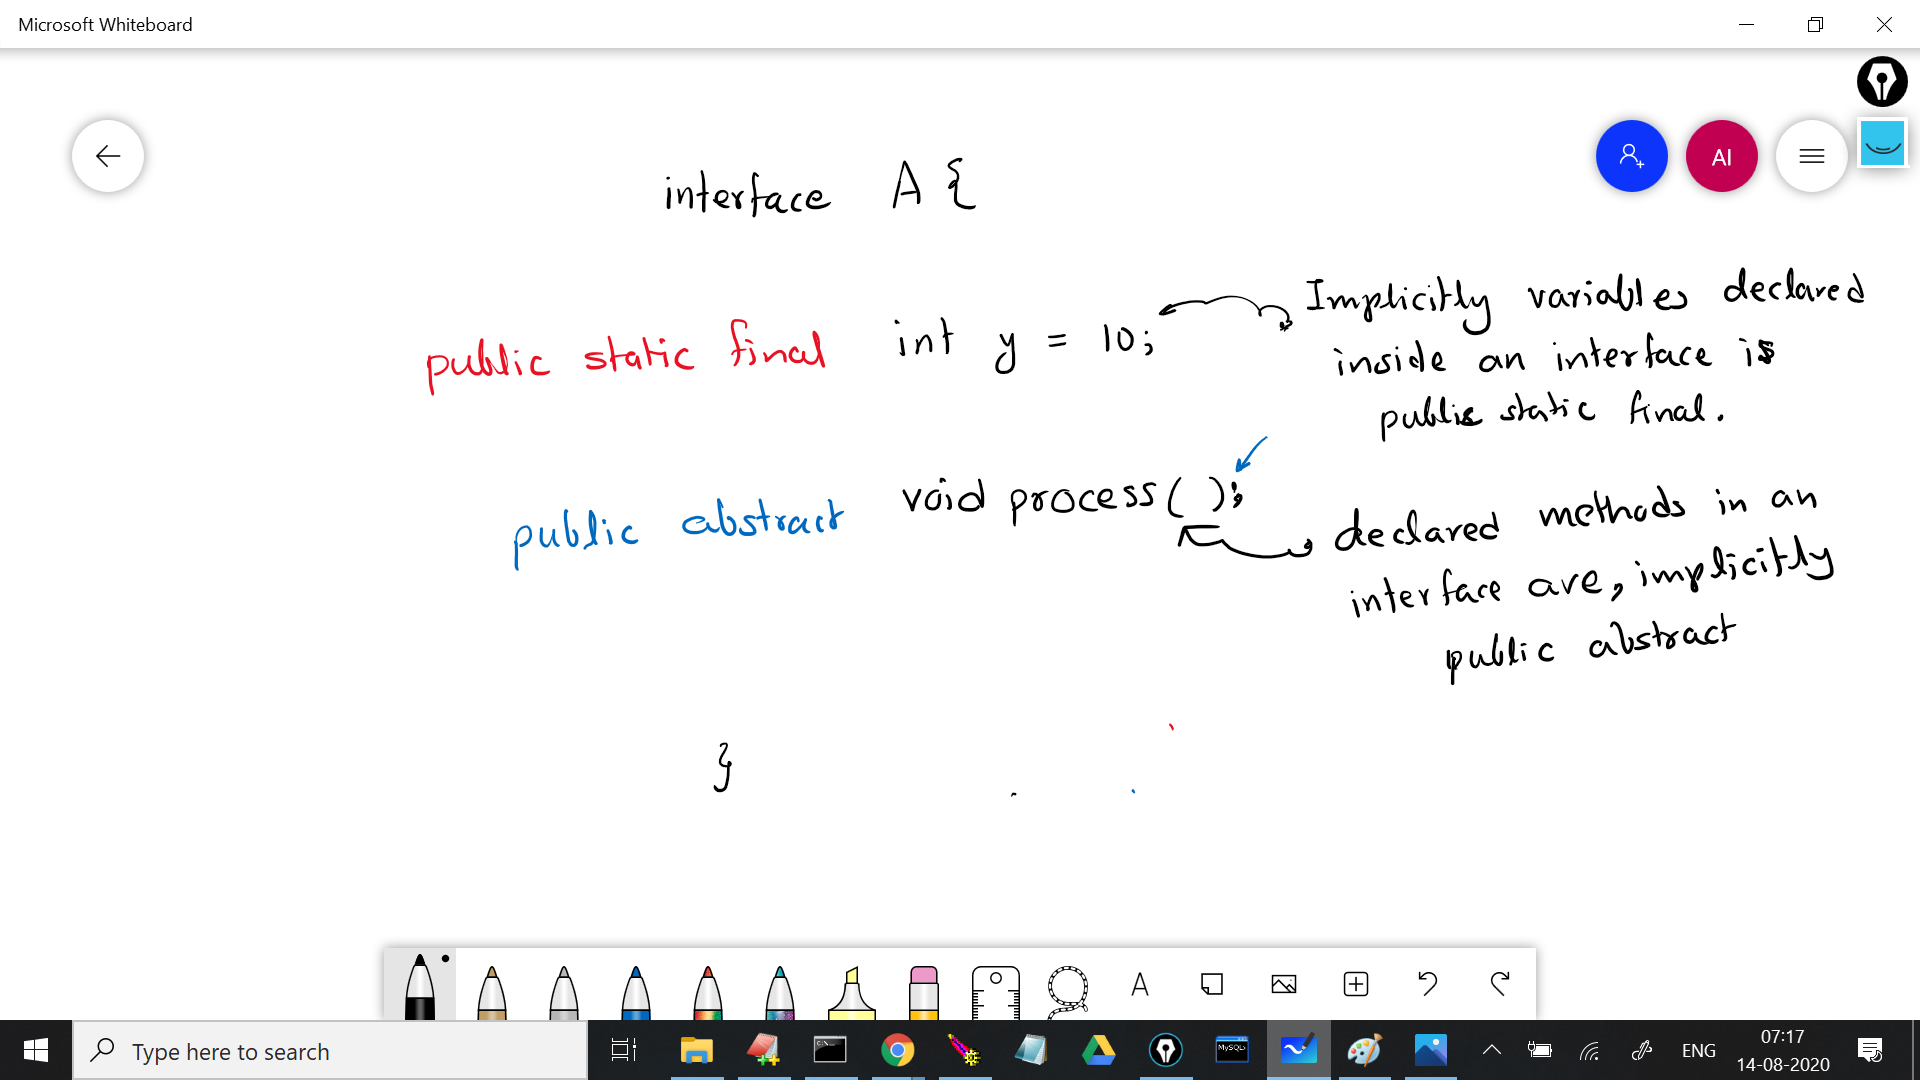 Microsoft Whiteboard
AI
interface A {
public static final int y = 10;
Implicitly variables declared
inside an interface is
public static final.
public abstract void process ( );
declared methods in an
interface are, implicitly
public abstract
}
A
Type here to search
C:\
MySQL
ENG
07:17
14-08-2020